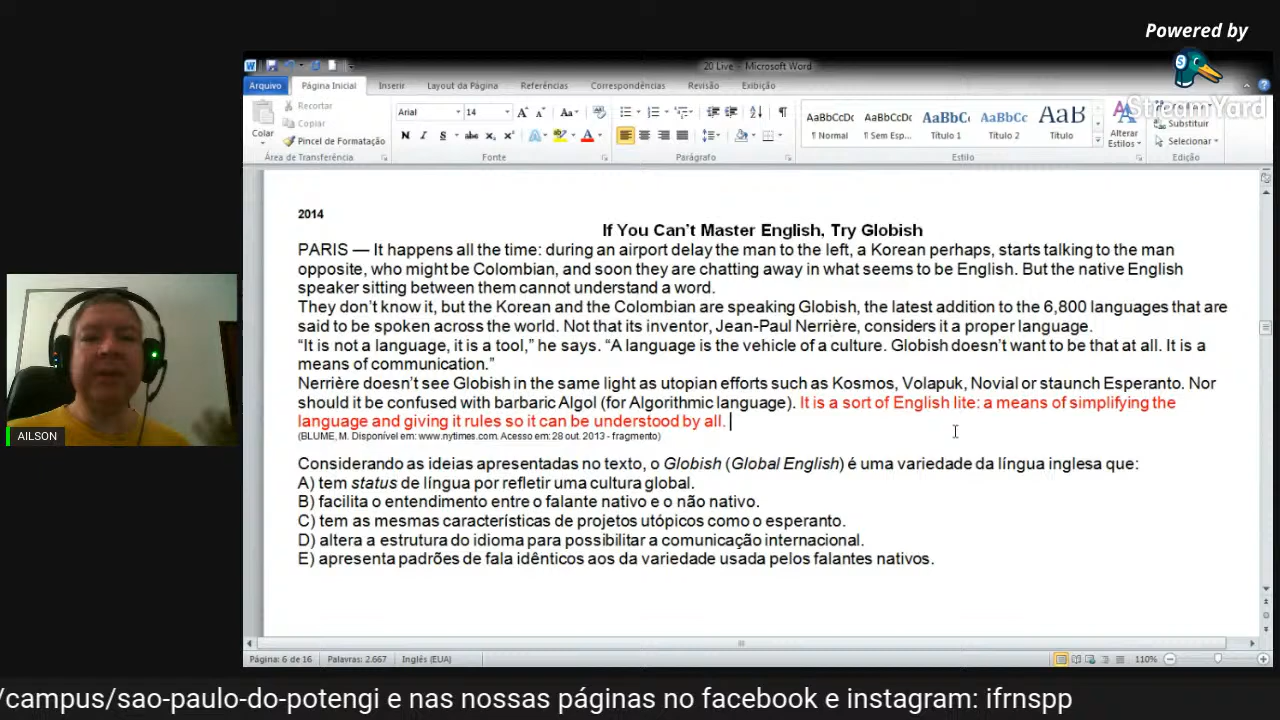 Powered by
StreamYard
20 Live - Microsoft Word
Arquivo Página Inicial Inserir Layout da Página Referências Correspondências Revisão Exibição
Recortar
Copiar
Pincel de Formatação
Colar
Área de Transferência
Arial 14
Fonte
Parágrafo
AaBbCcDc AaBbCcDc AaBbC AaBbCc AaB
¶ Normal ¶ Sem Esp... Título 1 Título 2 Título
Alterar Estilos
Estilo
Substituir
Selecionar
Edição
2014
If You Can't Master English, Try Globish
PARIS — It happens all the time: during an airport delay the man to the left, a Korean perhaps, starts talking to the man
opposite, who might be Colombian, and soon they are chatting away in what seems to be English. But the native English
speaker sitting between them cannot understand a word.
They don't know it, but the Korean and the Colombian are speaking Globish, the latest addition to the 6,800 languages that are
said to be spoken across the world. Not that its inventor, Jean-Paul Nerrière, considers it a proper language.
“It is not a language, it is a tool,” he says. “A language is the vehicle of a culture. Globish doesn't want to be that at all. It is a
means of communication.”
Nerrière doesn't see Globish in the same light as utopian efforts such as Kosmos, Volapuk, Novial or staunch Esperanto. Nor
should it be confused with barbaric Algol (for Algorithmic language). It is a sort of English lite: a means of simplifying the
language and giving it rules so it can be understood by all.
(BLUME, M. Disponível em: www.nytimes.com. Acesso em: 28 out. 2013 - fragmento)
Considerando as ideias apresentadas no texto, o Globish (Global English) é uma variedade da língua inglesa que:
A) tem status de língua por refletir uma cultura global.
B) facilita o entendimento entre o falante nativo e o não nativo.
C) tem as mesmas características de projetos utópicos como o esperanto.
D) altera a estrutura do idioma para possibilitar a comunicação internacional.
E) apresenta padrões de fala idênticos aos da variedade usada pelos falantes nativos.
AILSON
Página: 6 de 16 Palavras: 2.667 Inglês (EUA) 110%
/campus/sao-paulo-do-potengi e nas nossas páginas no facebook e instagram: ifrnspp